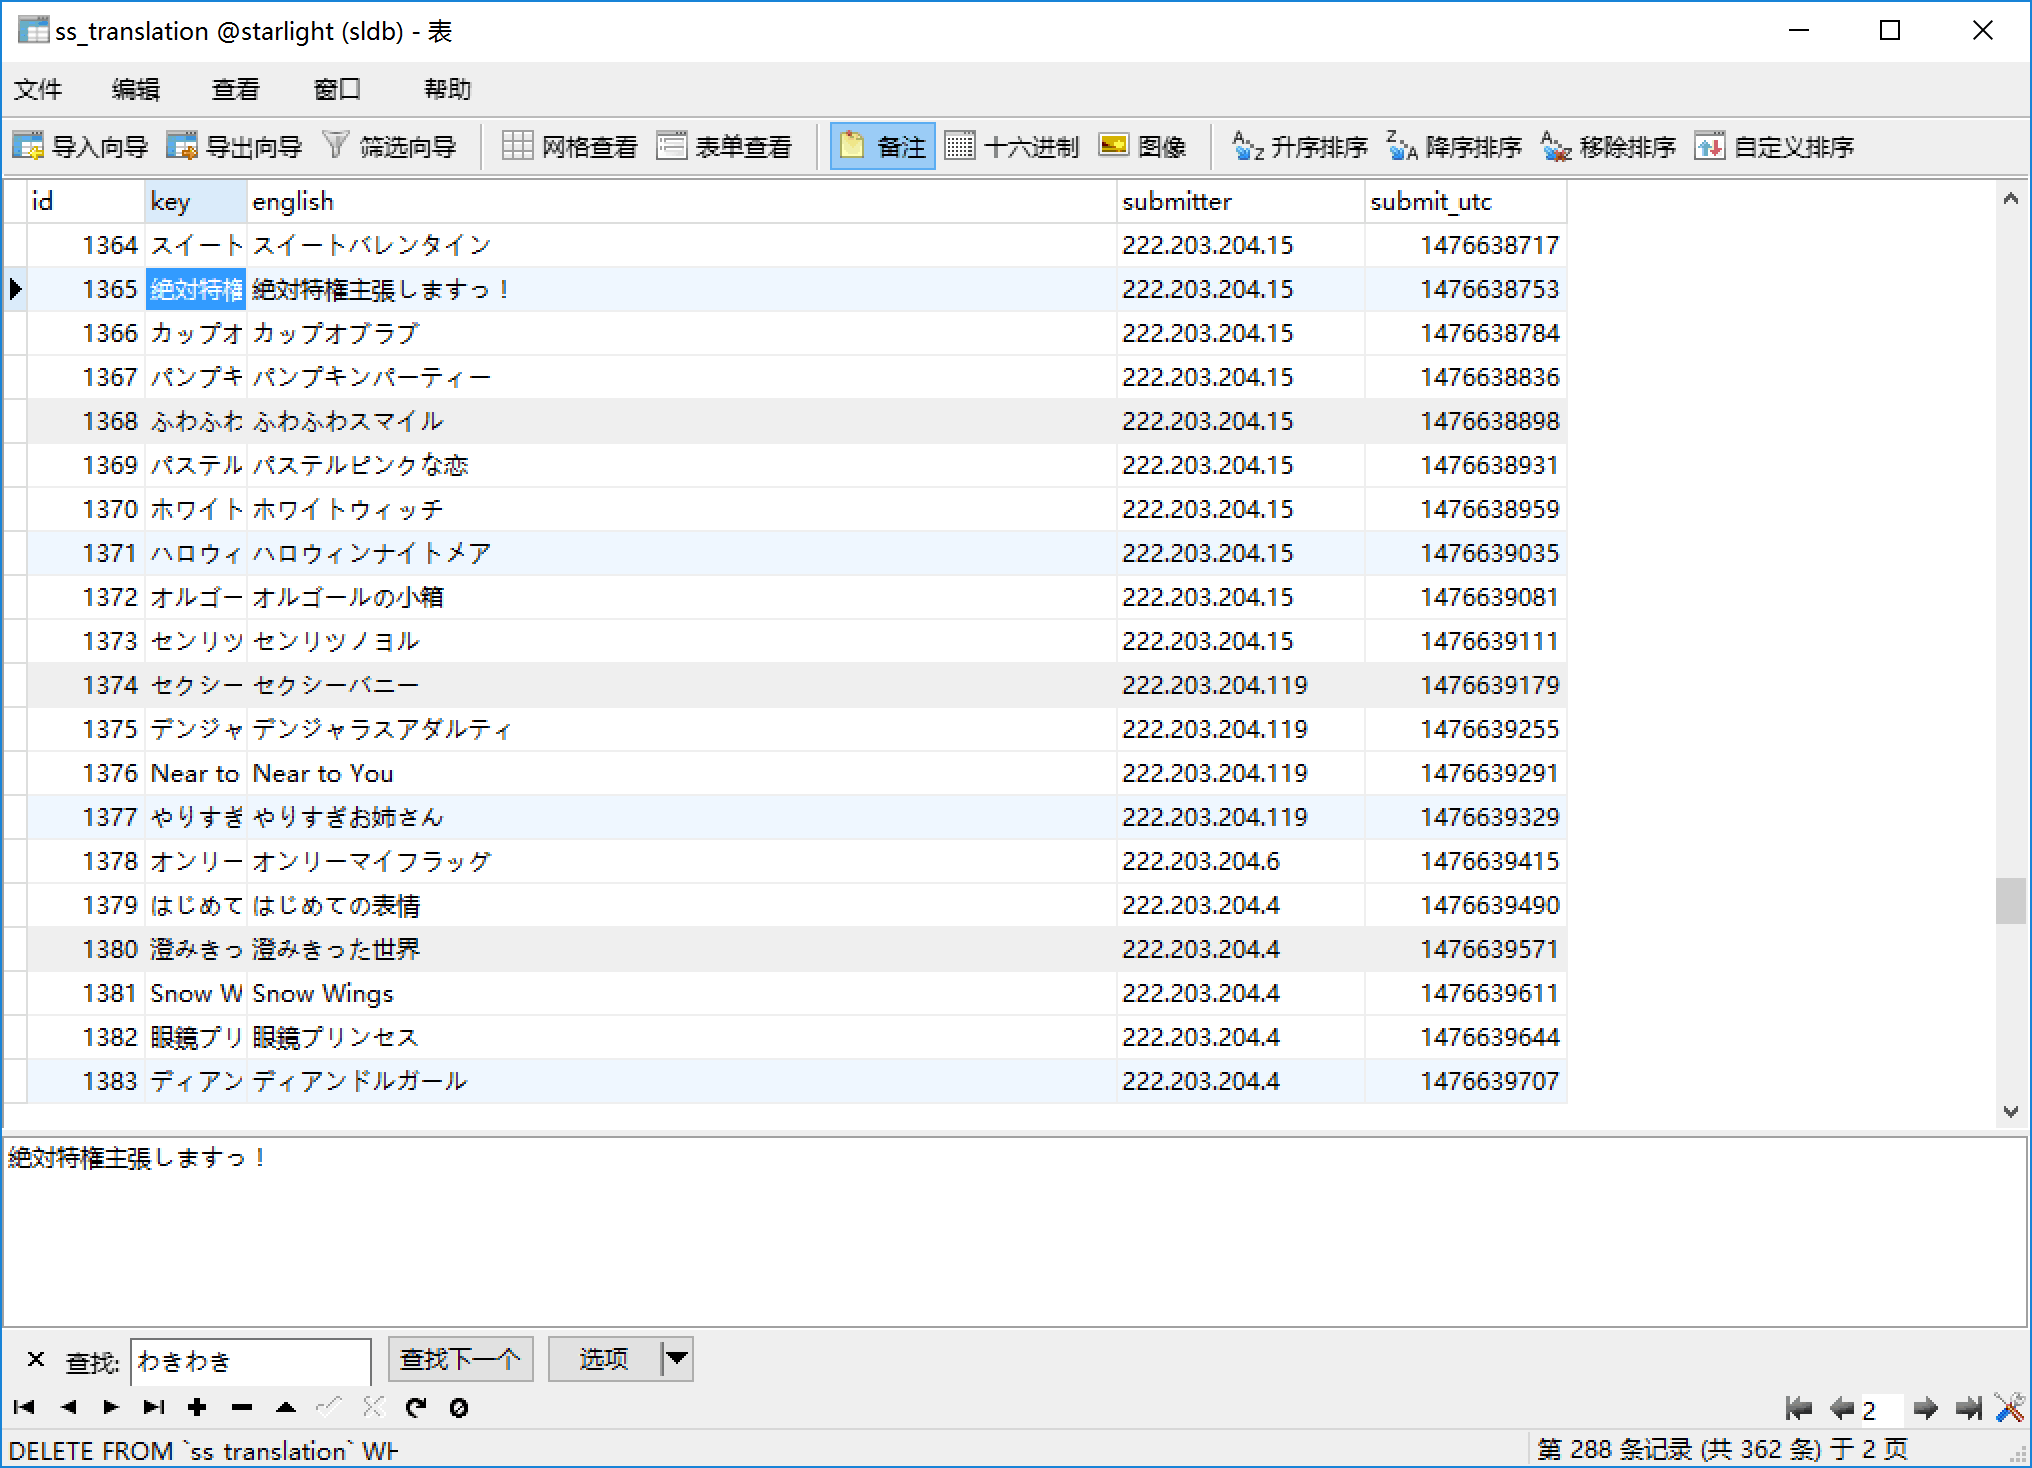 ss_translation @starlight (sldb) - 表
文件 编辑 查看 窗口 帮助
导入向导 导出向导 筛选向导 网格查看 表单查看 备注 十六进制 图像 升序排序 降序排序 移除排序 自定义排序
id key english submitter submit_utc
1364 スイート スイートバレンタイン 222.203.204.15 1476638717
1365 絶対特権 絶対特権主張しますっ！ 222.203.204.15 1476638753
1366 カップオ カップオブラブ 222.203.204.15 1476638784
1367 パンプキ パンプキンパーティー 222.203.204.15 1476638836
1368 ふわふわ ふわふわスマイル 222.203.204.15 1476638898
1369 パステル パステルピンクな恋 222.203.204.15 1476638931
1370 ホワイト ホワイトウィッチ 222.203.204.15 1476638959
1371 ハロウィ ハロウィンナイトメア 222.203.204.15 1476639035
1372 オルゴー オルゴールの小箱 222.203.204.15 1476639081
1373 センリツ センリツノヨル 222.203.204.15 1476639111
1374 セクシー セクシーバニー 222.203.204.119 1476639179
1375 デンジャ デンジャラスアダルティ 222.203.204.119 1476639255
1376 Near to Near to You 222.203.204.119 1476639291
1377 やりすぎ やりすぎお姉さん 222.203.204.119 1476639329
1378 オンリー オンリーマイフラッグ 222.203.204.6 1476639415
1379 はじめて はじめての表情 222.203.204.4 1476639490
1380 澄みきっ 澄みきった世界 222.203.204.4 1476639571
1381 Snow W Snow Wings 222.203.204.4 1476639611
1382 眼鏡プリ 眼鏡プリンセス 222.203.204.4 1476639644
1383 ディアン ディアンドルガール 222.203.204.4 1476639707
絶対特権主張しますっ！
查找: わきわき 查找下一个 选项
2
DELETE FROM `ss_translation` WH 第 288 条记录 (共 362 条) 于 2 页